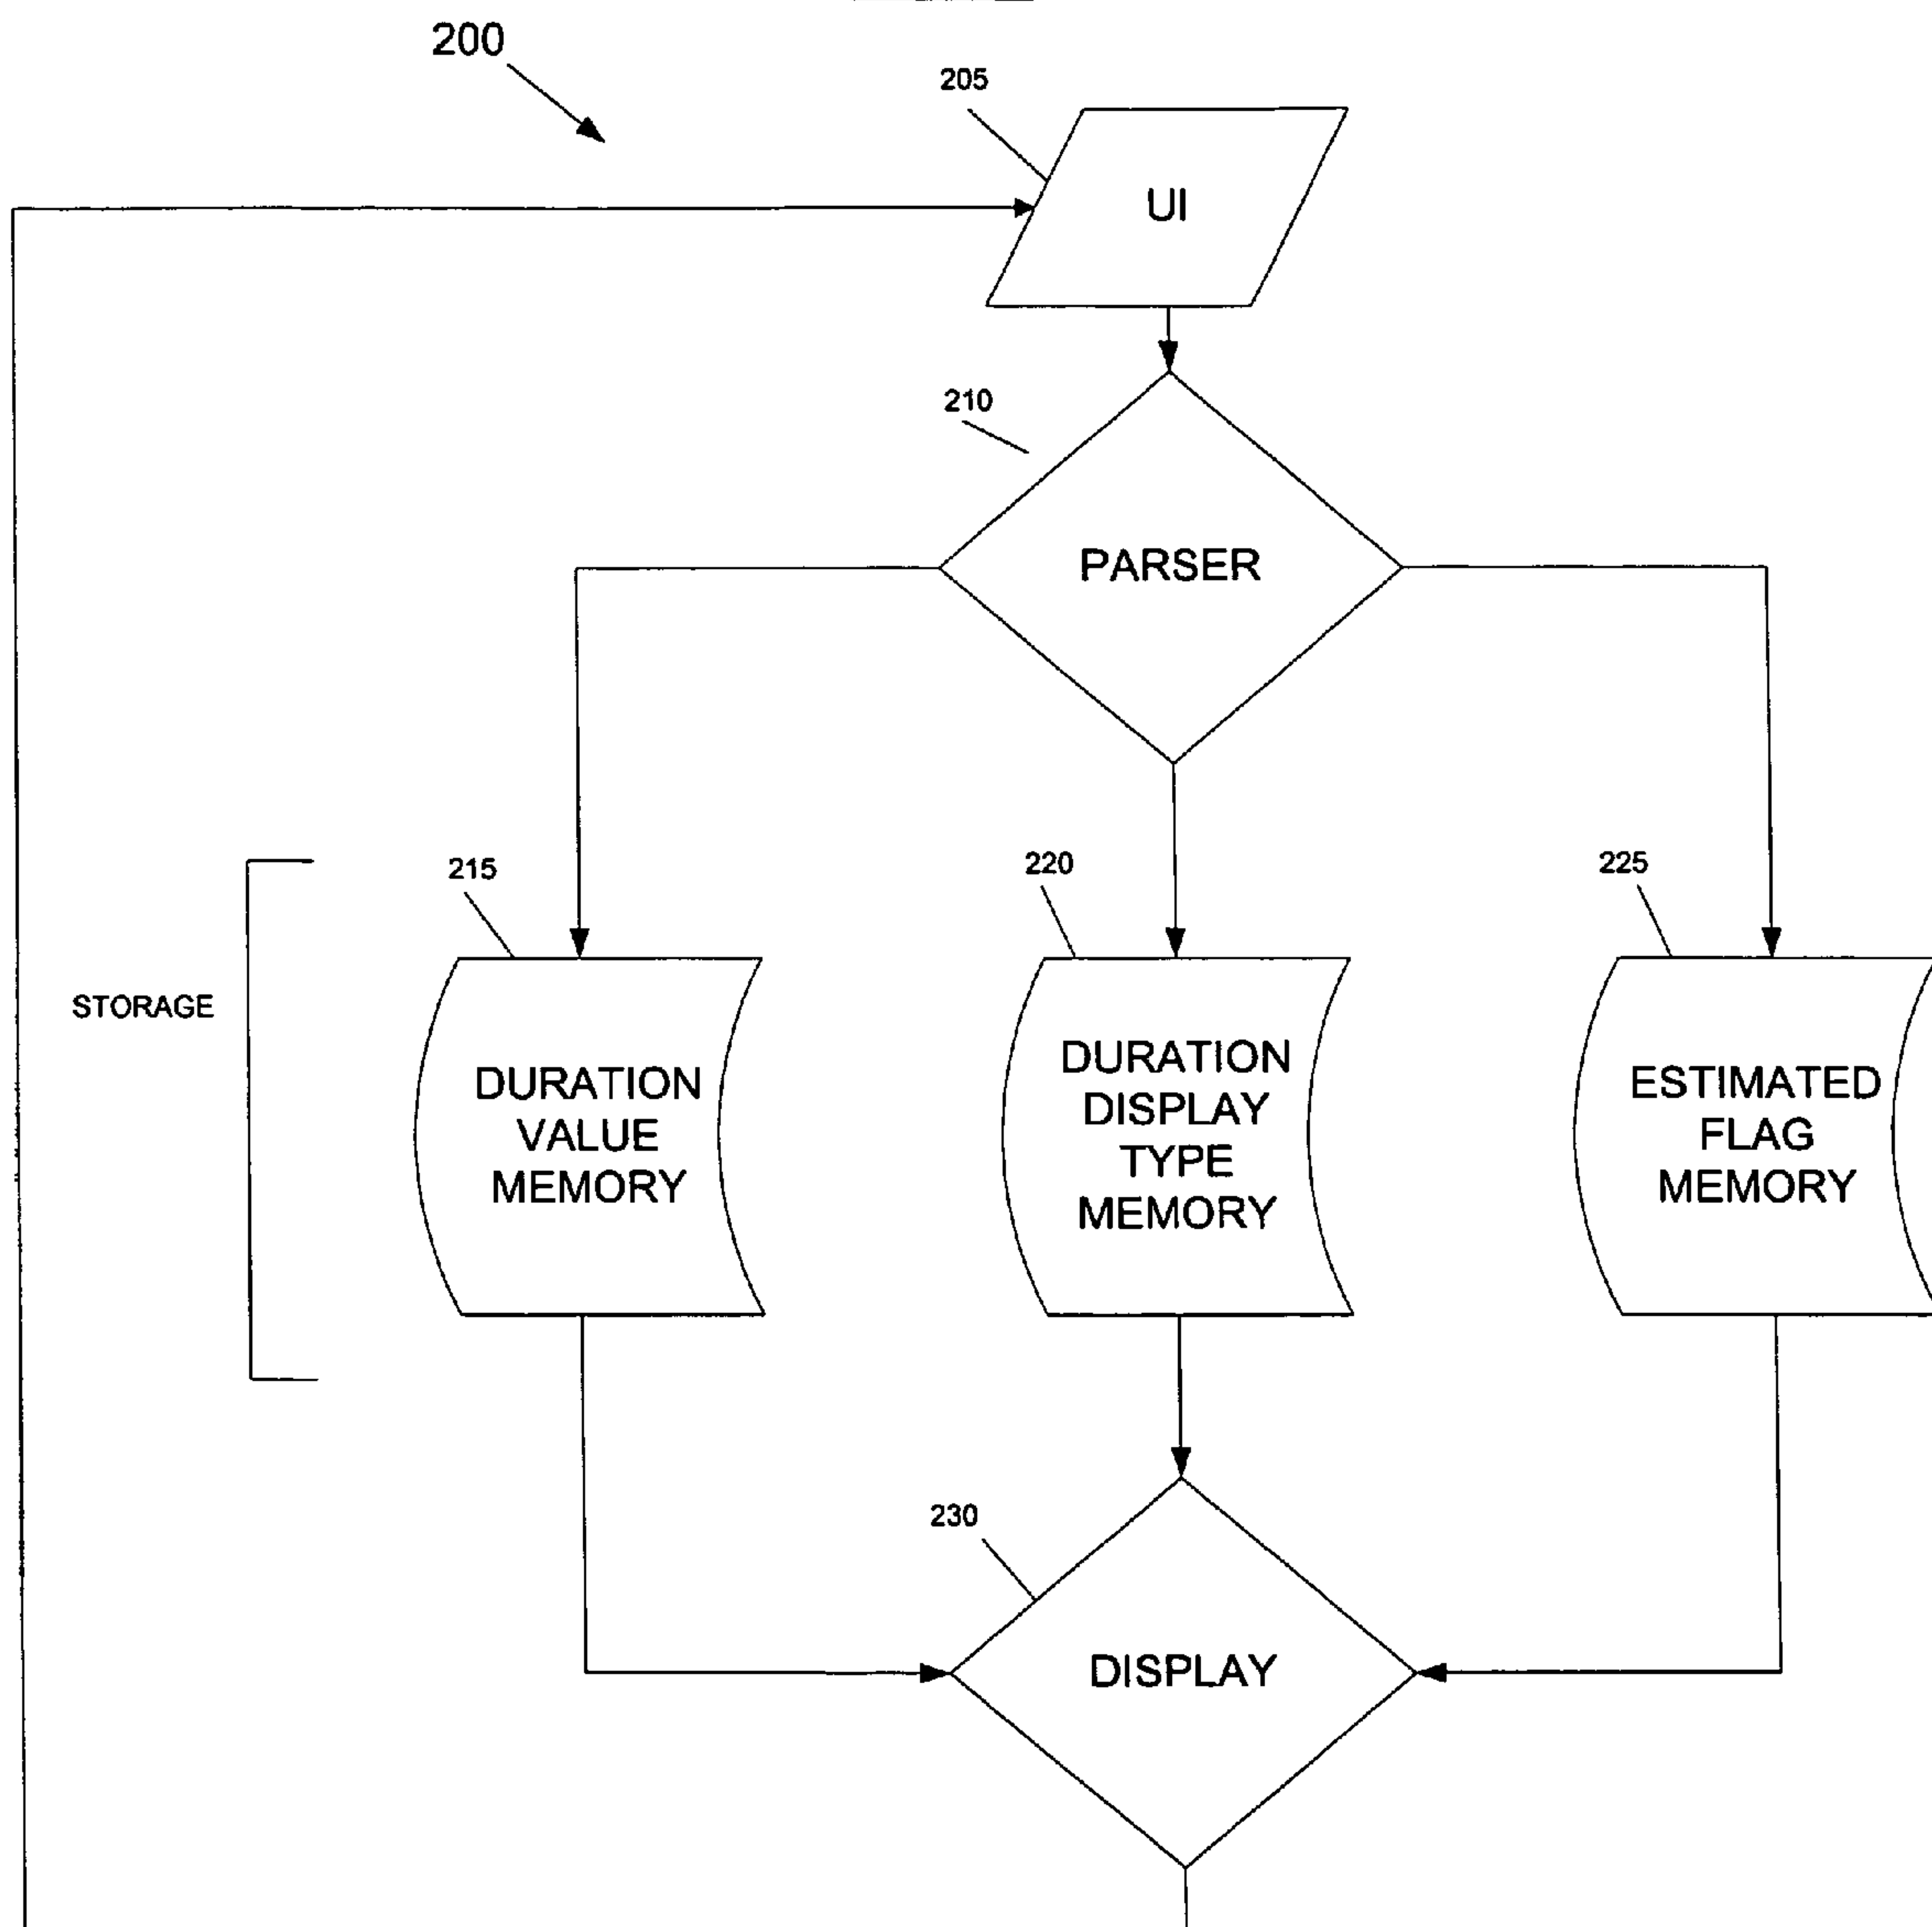 200
205
UI
210
PARSER
215
220
225
STORAGE
DURATION
VALUE
MEMORY
DURATION
DISPLAY
TYPE
MEMORY
ESTIMATED
FLAG
MEMORY
230
DISPLAY